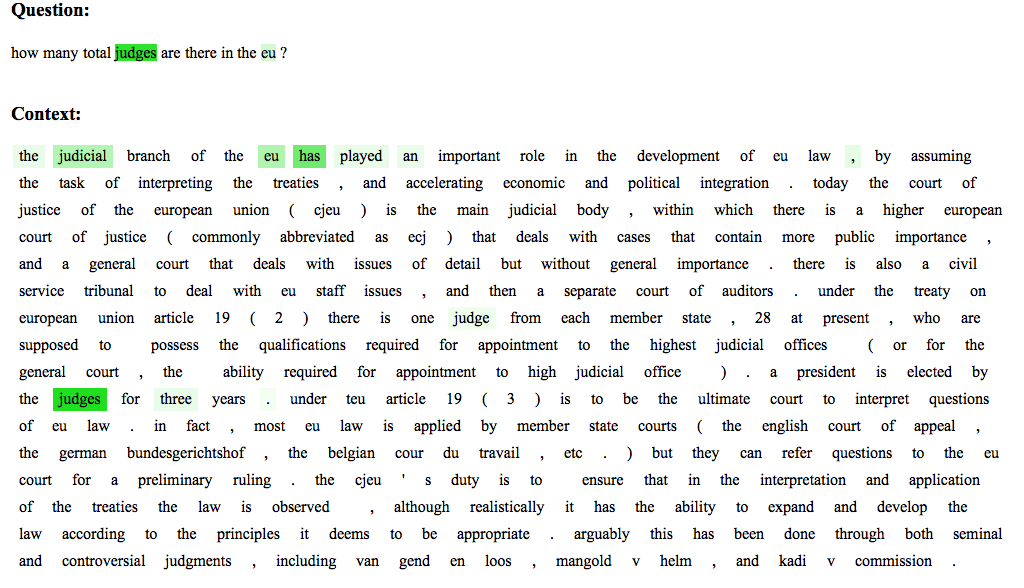 Question:
how many total judges are there in the eu ?
Context:
the judicial branch of the eu has played an important role in the development of eu law , by assuming
the task of interpreting the treaties , and accelerating economic and political integration . today the court of
justice of the european union ( cjeu ) is the main judicial body , within which there is a higher european
court of justice ( commonly abbreviated as ecj ) that deals with cases that contain more public importance ,
and a general court that deals with issues of detail but without general importance . there is also a civil
service tribunal to deal with eu staff issues , and then a separate court of auditors . under the treaty on
european union article 19 ( 2 ) there is one judge from each member state , 28 at present , who are
supposed to possess the qualifications required for appointment to the highest judicial offices ( or for the
general court , the ability required for appointment to high judicial office ) . a president is elected by
the judges for three years . under teu article 19 ( 3 ) is to be the ultimate court to interpret questions
of eu law . in fact , most eu law is applied by member state courts ( the english court of appeal ,
the german bundesgerichtshof , the belgian cour du travail , etc . ) but they can refer questions to the eu
court for a preliminary ruling . the cjeu ' s duty is to ensure that in the interpretation and application
of the treaties the law is observed , although realistically it has the ability to expand and develop the
law according to the principles it deems to be appropriate . arguably this has been done through both seminal
and controversial judgments , including van gend en loos , mangold v helm , and kadi v commission .